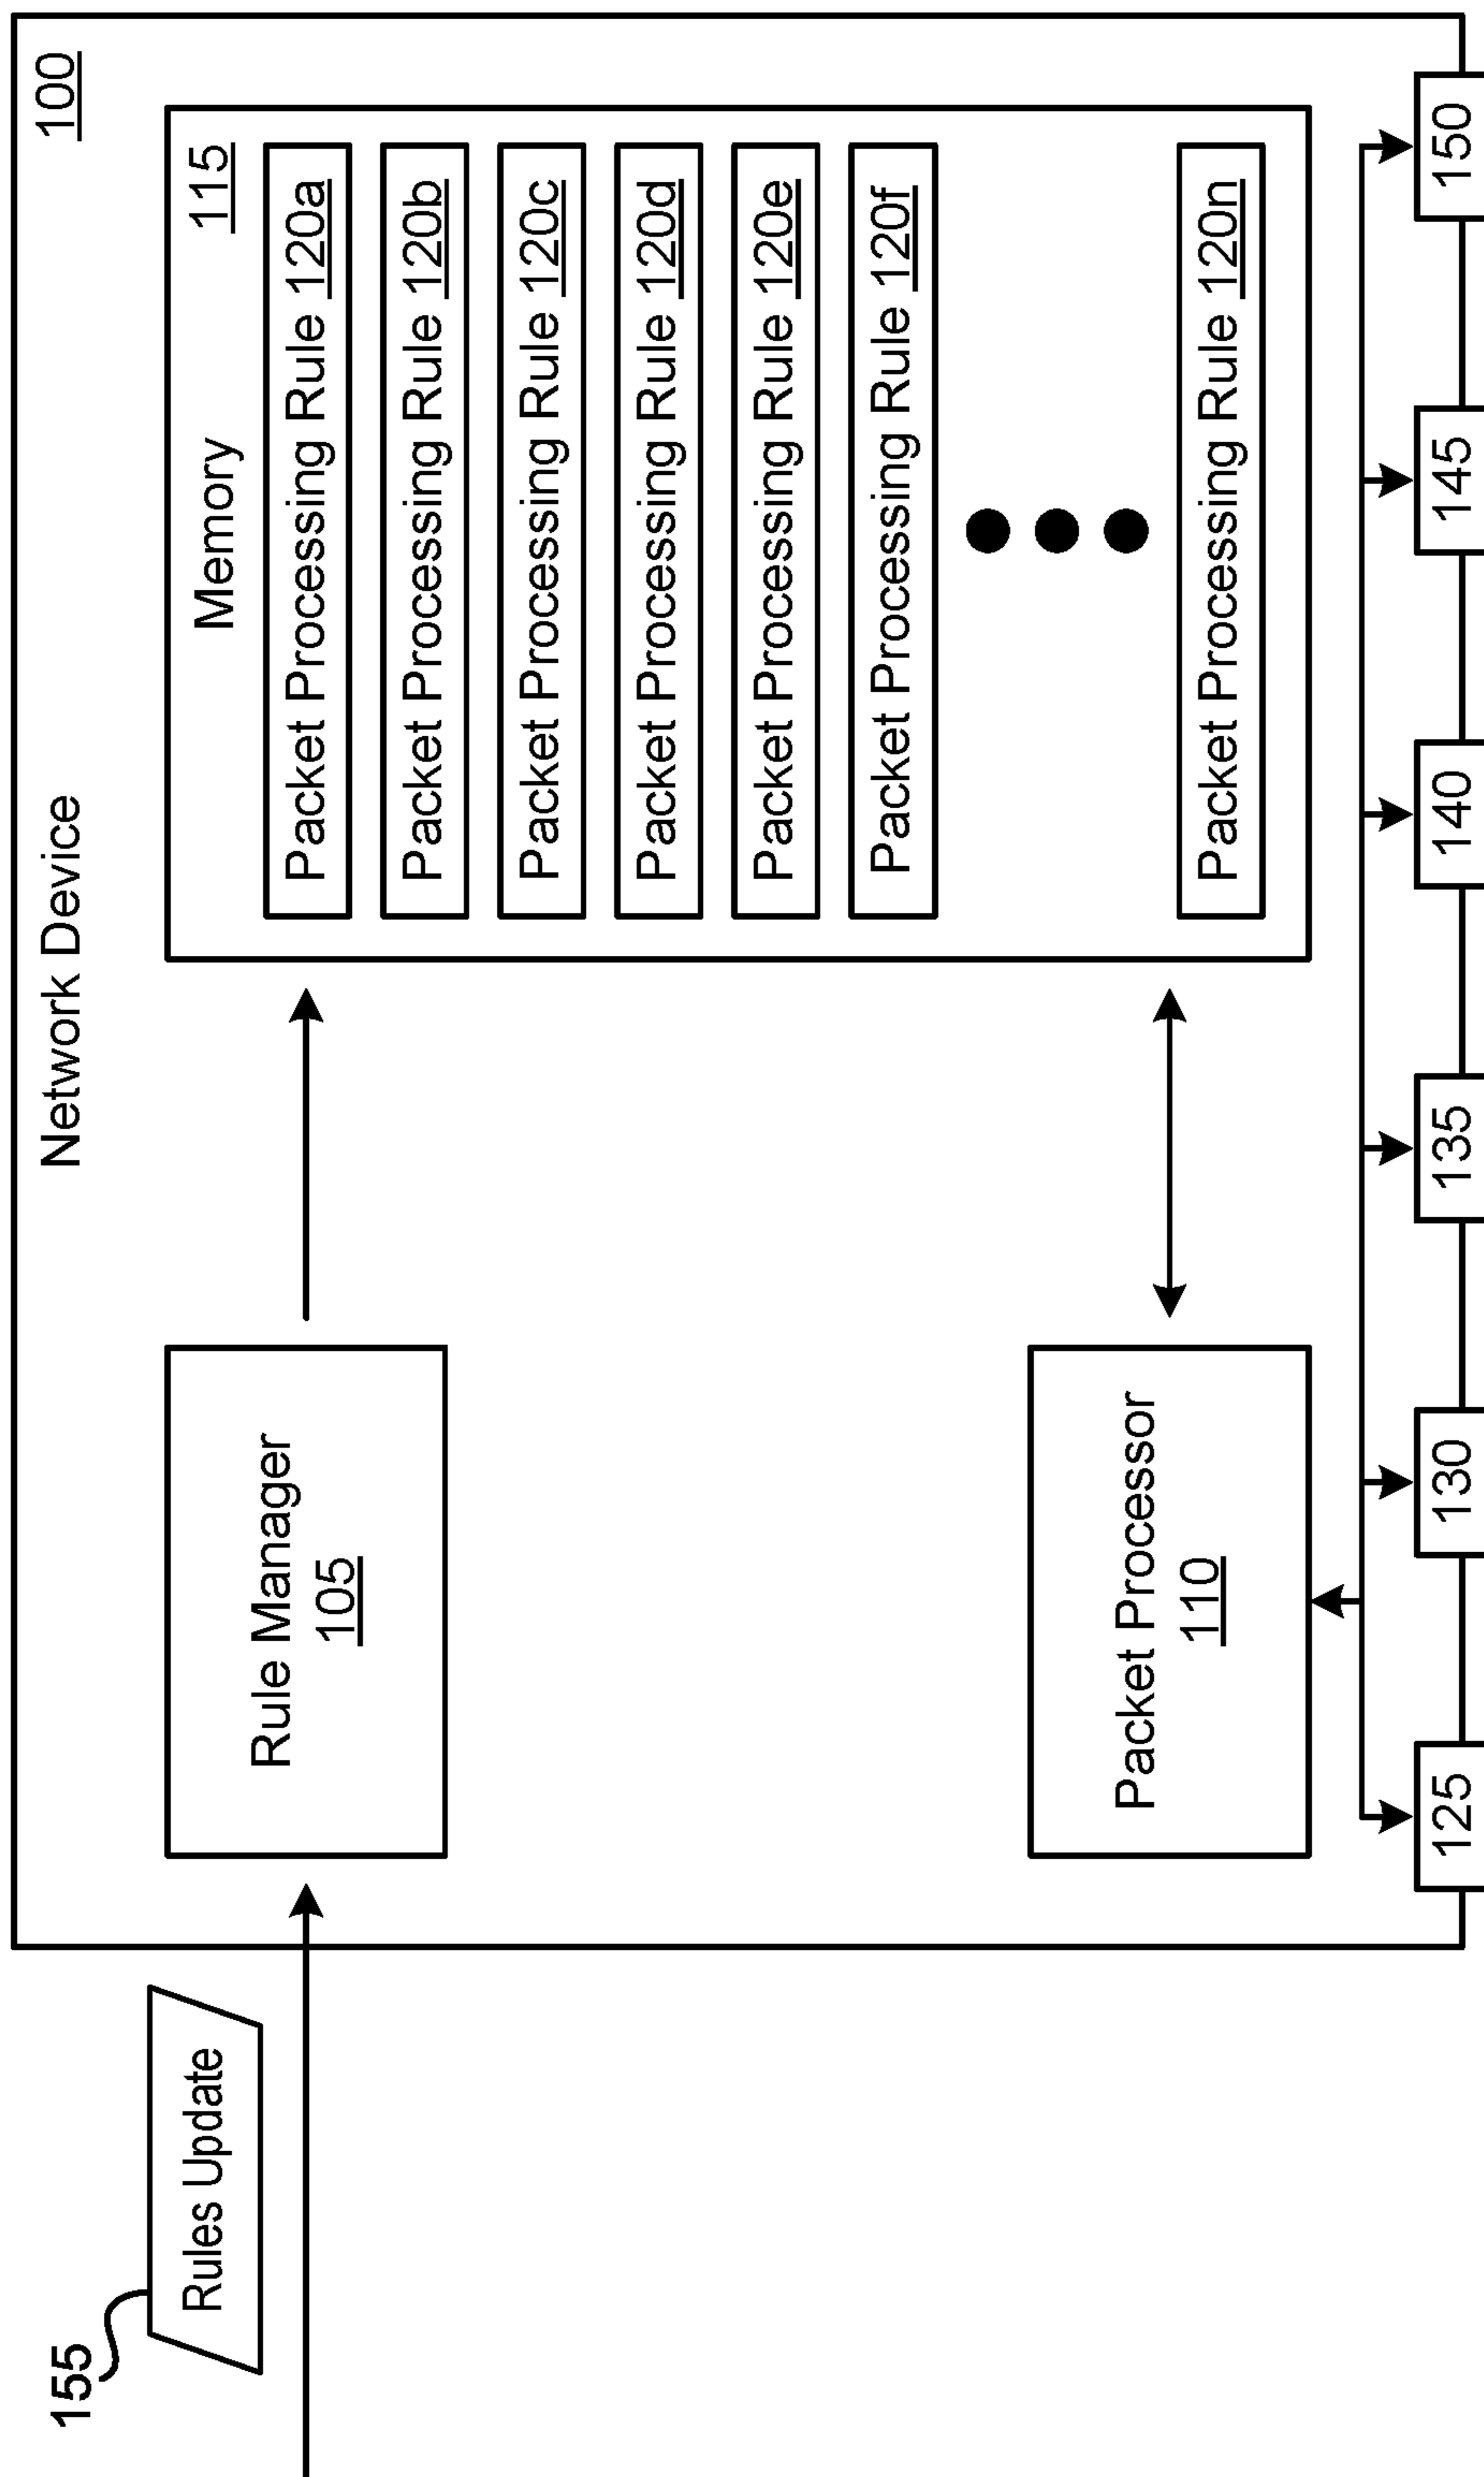 Network Device
100
155
Rules Update
Rule Manager
105
Memory
115
Packet Processing Rule 120a
Packet Processing Rule 120b
Packet Processing Rule 120c
Packet Processing Rule 120d
Packet Processing Rule 120e
Packet Processing Rule 120f
Packet Processing Rule 120n
Packet Processor
110
125
130
135
140
145
150